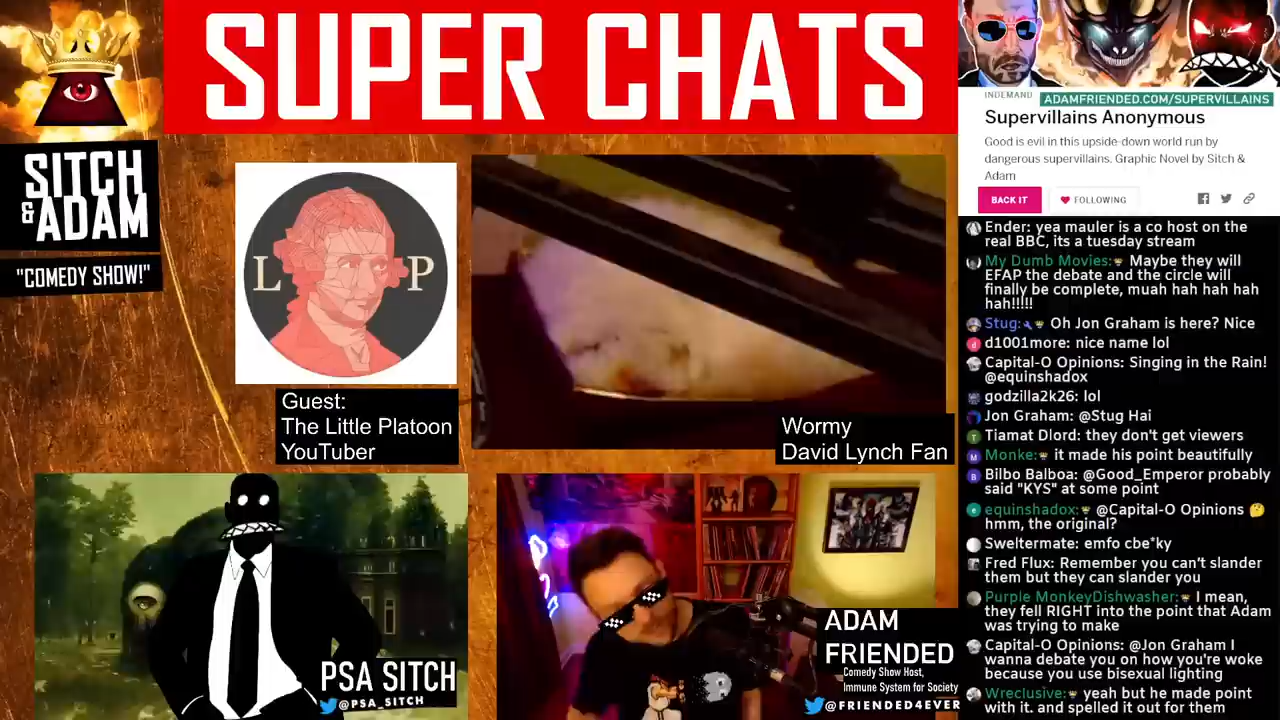 SUPER CHATS
SITCH
& ADAM
"COMEDY SHOW!"
L P
Guest:
The Little Platoon
YouTuber
Wormy
David Lynch Fan
PSA SITCH
@PSA_SITCH
ADAM
FRIENDED
Comedy Show Host,
Immune System for Society
@FRIENDED4EVER
INDEMAND
ADAMFRIENDED.COM/SUPERVILLAINS
Supervillains Anonymous
Good is evil in this upside-down world run by
dangerous supervillains. Graphic Novel by Sitch &
Adam
BACK IT
FOLLOWING
Ender: yea mauler is a co host on the
real BBC, its a tuesday stream
My Dumb Movies: Maybe they will
EFAP the debate and the circle will
finally be complete, muah hah hah hah
hah!!!!!
Stug: Oh Jon Graham is here? Nice
d1001more: nice name lol
Capital-O Opinions: Singing in the Rain!
@equinshadox
godzilla2k26: lol
Jon Graham: @Stug Hai
Tiamat Dlord: they don't get viewers
Monke: it made his point beautifully
Bilbo Balboa: @Good_Emperor probably
said "KYS" at some point
equinshadox: @Capital-O Opinions 🤔
hmm, the original?
Sweltermate: emfo cbe*ky
Fred Flux: Remember you can't slander
them but they can slander you
Purple MonkeyDishwasher: I mean,
they fell RIGHT into the point that Adam
was trying to make
Capital-O Opinions: @Jon Graham I
wanna debate you on how you're woke
because you use bisexual lighting
Wreclusive: yeah but he made point
with it. and spelled it out for them